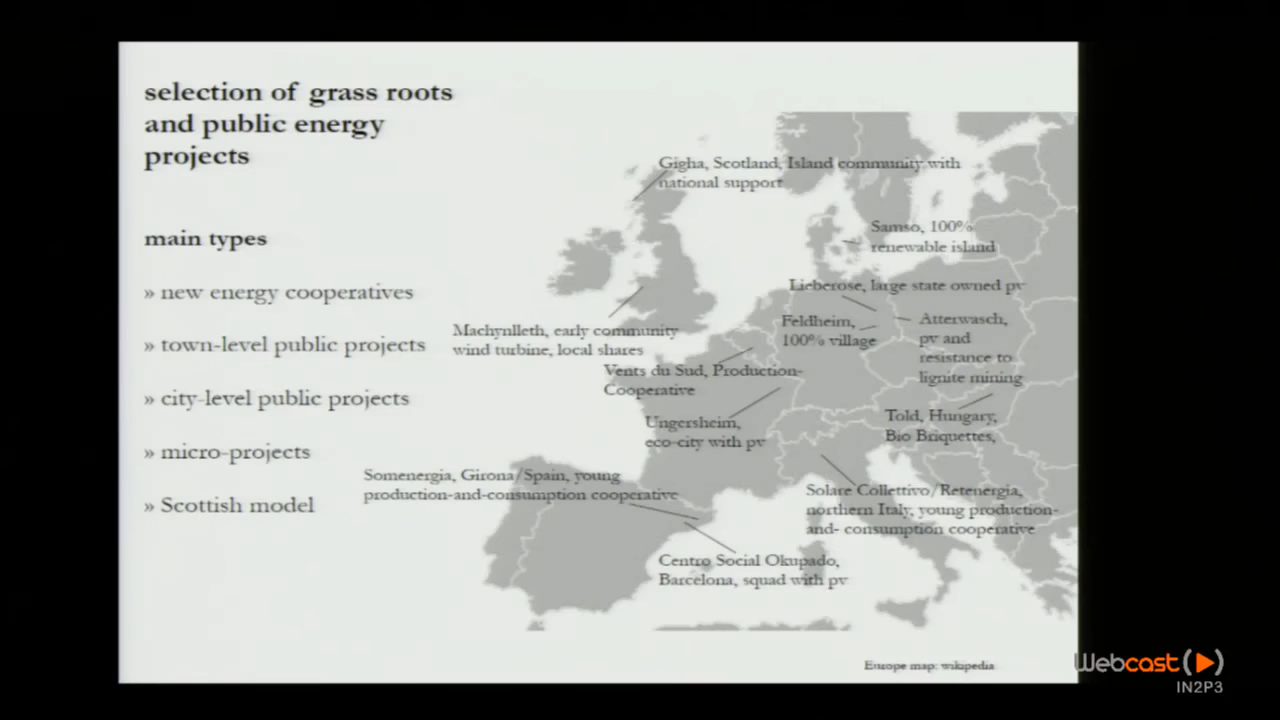 selection of grass roots
and public energy
projects
main types
» new energy cooperatives
» town-level public projects
» city-level public projects
» micro-projects
» Scottish model
Gigha, Scotland, Island community with
national support
Samso, 100%
renewable island
Lieberose, large state owned pv
Feldheim,
100% village
Atterwasch,
pv and
resistance to
lignite mining
Machynlleth, early community
wind turbine, local shares
Vents du Sud, Production-
Cooperative
Ungersheim,
eco-city with pv
Told, Hungary,
Bio Briquettes,
Somenergia, Girona/Spain, young
production-and-consumption cooperative
Solare Collettivo/Retenergia,
northern Italy, young production-
and- consumption cooperative
Centro Social Okupado,
Barcelona, squad with pv
Europe map: wikipedia
Webcast
IN2P3